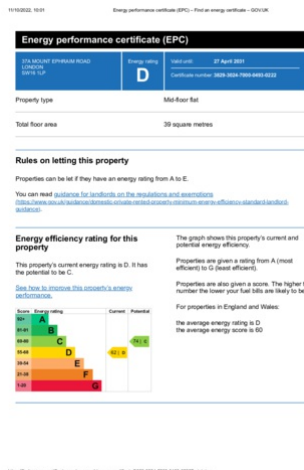 11/10/2022, 10:01 Energy performance certificate (EPC) – Find an energy certificate – GOV.UK
Energy performance certificate (EPC)
37A MOUNT EPHRAIM ROAD
LONDON
SW16 1LP
Energy rating
D
Valid until: 27 April 2031
Certificate number:
Property type Mid-floor flat
Total floor area 39 square metres
Rules on letting this property
Properties can be let if they have an energy rating from A to E.
You can read guidance for landlords on the regulations and exemptions
(https://www.gov.uk/guidance/domestic-private-rented-property-minimum-energy-efficiency-standard-landlord-
guidance).
Energy efficiency rating for this
property
This property's current energy rating is D. It has
the potential to be C.
See how to improve this property's energy
performance.
Score Energy rating Current Potential
92+ A
81-91 B
69-80 C 74 | C
55-68 D 62 | D
39-54 E
21-38 F
1-20 G
The graph shows this property's current and
potential energy efficiency.
Properties are given a rating from A (most
efficient) to G (least efficient).
Properties are also given a score. The higher t
number the lower your fuel bills are likely to be
For properties in England and Wales:
the average energy rating is D
the average energy score is 60